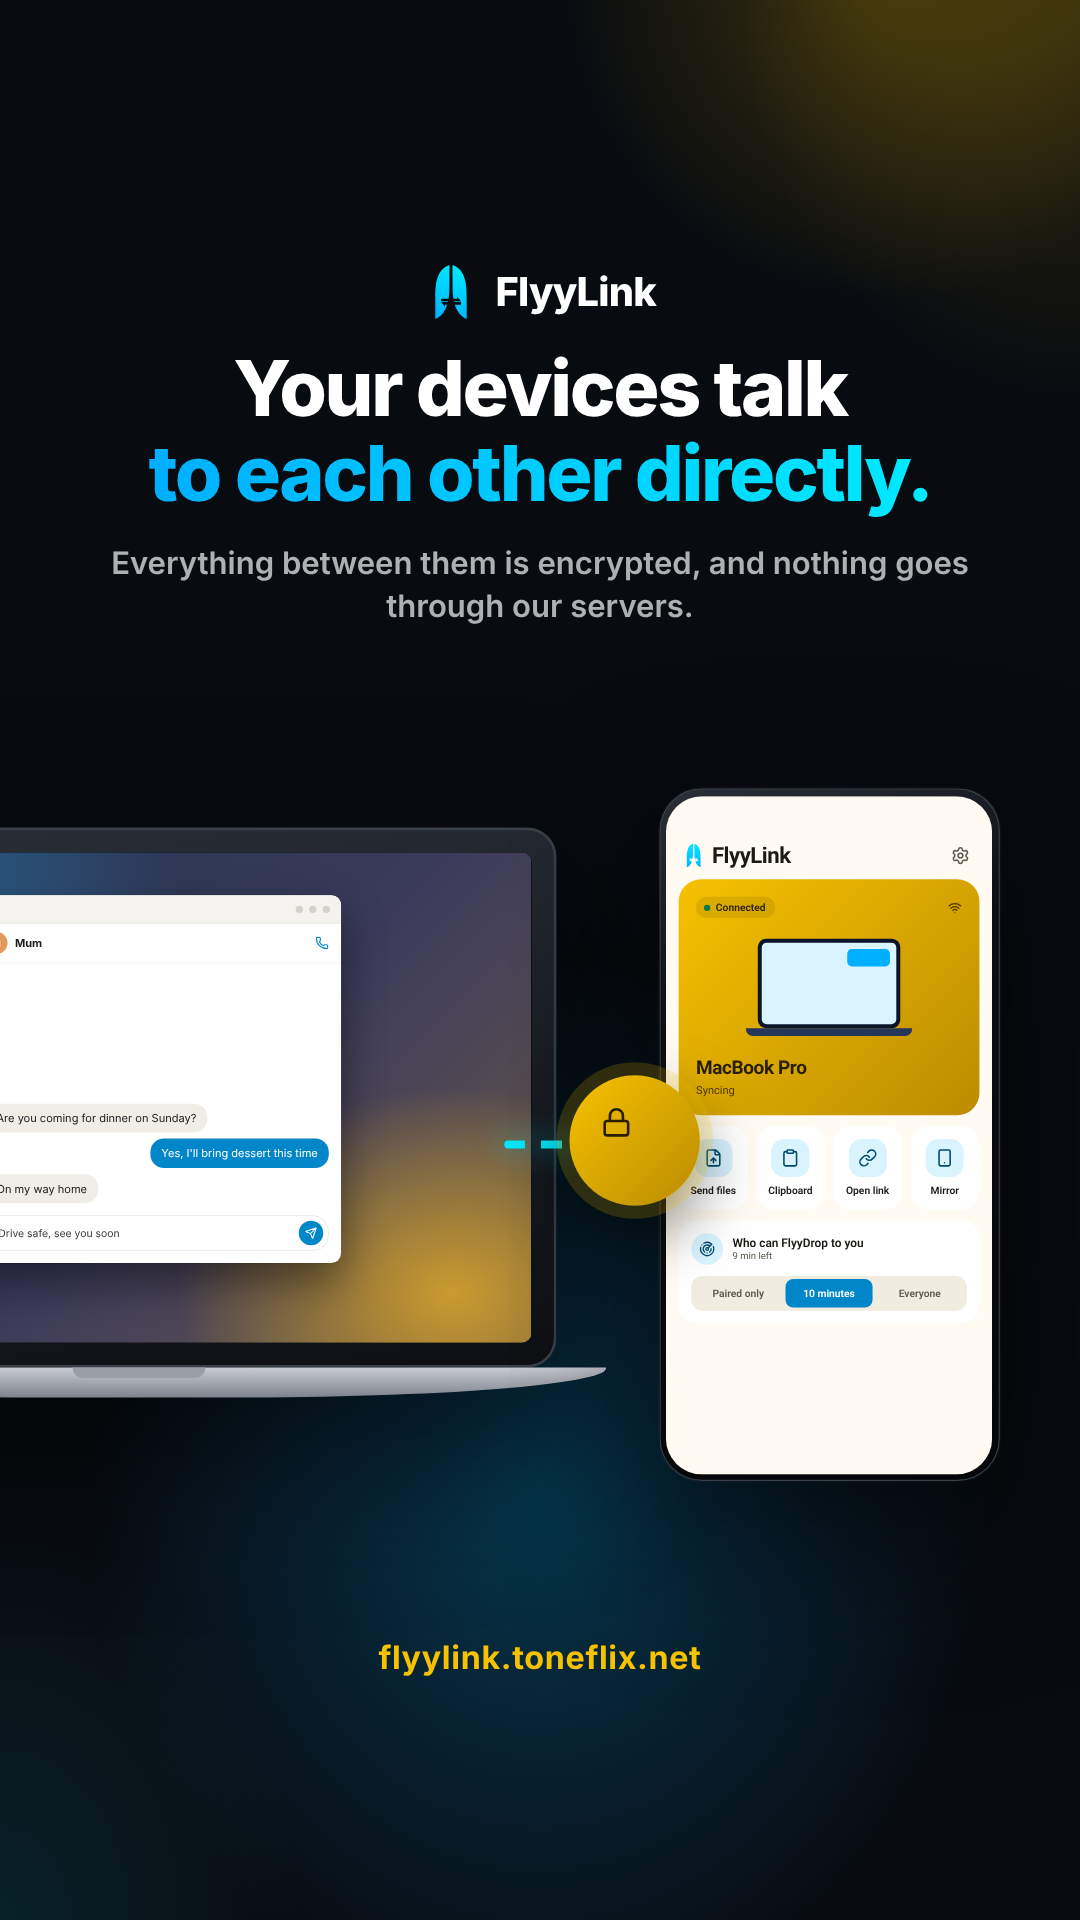 FlyyLink
Your devices talk
to each other directly.
Everything between them is encrypted, and nothing goes
through our servers.
Mum
Are you coming for dinner on Sunday?
Yes, I'll bring dessert this time
On my way home
Drive safe, see you soon
FlyyLink
Connected
MacBook Pro
Syncing
Send files
Clipboard
Open link
Mirror
Who can FlyyDrop to you
9 min left
Paired only
10 minutes
Everyone
flyylink.toneflix.net